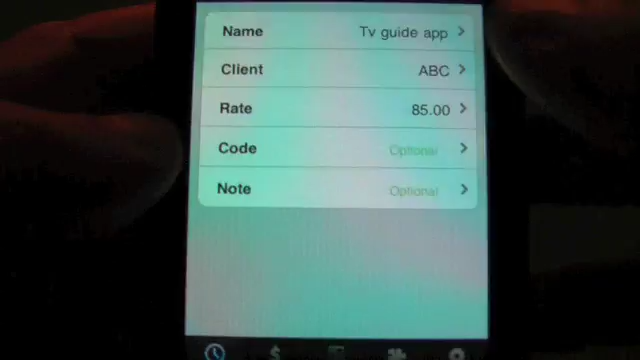 Name Tv guide app
Client ABC
Rate 85.00
Code Optional
Note Optional
$